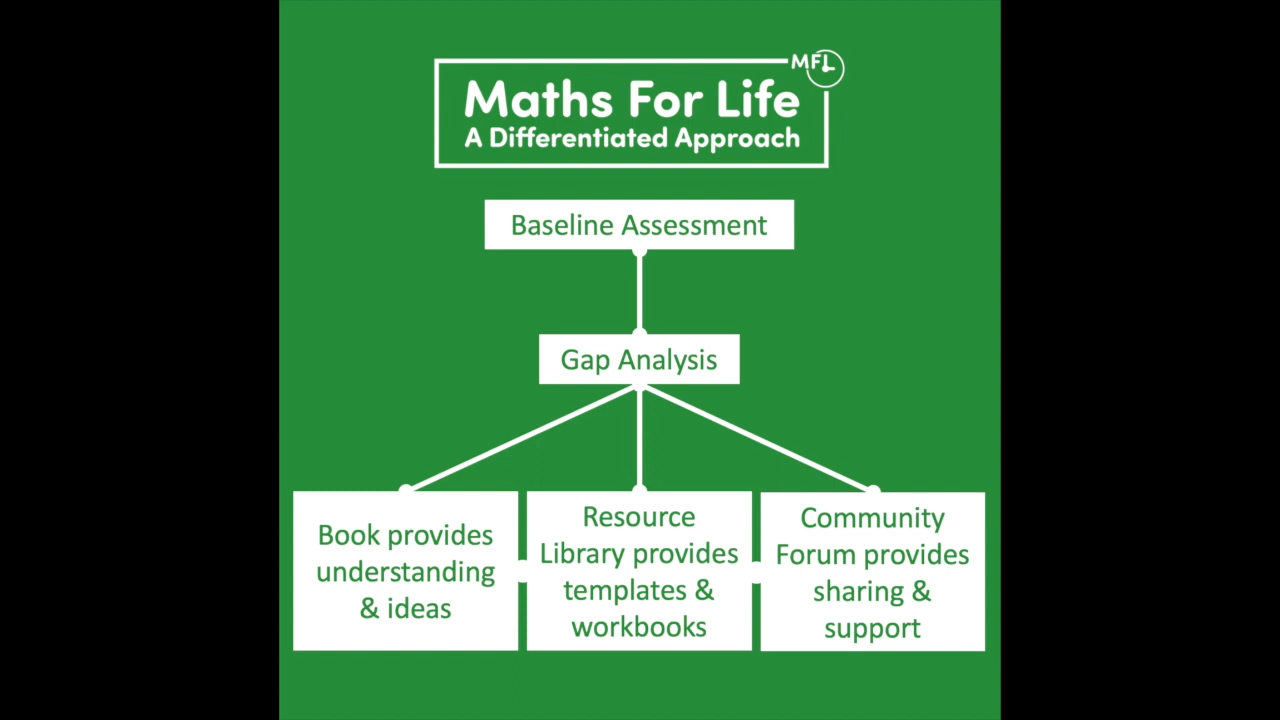 MFL
Maths For Life
A Differentiated Approach
Baseline Assessment
Gap Analysis
Book provides
understanding
& ideas
Resource
Library provides
templates &
workbooks
Community
Forum provides
sharing &
support